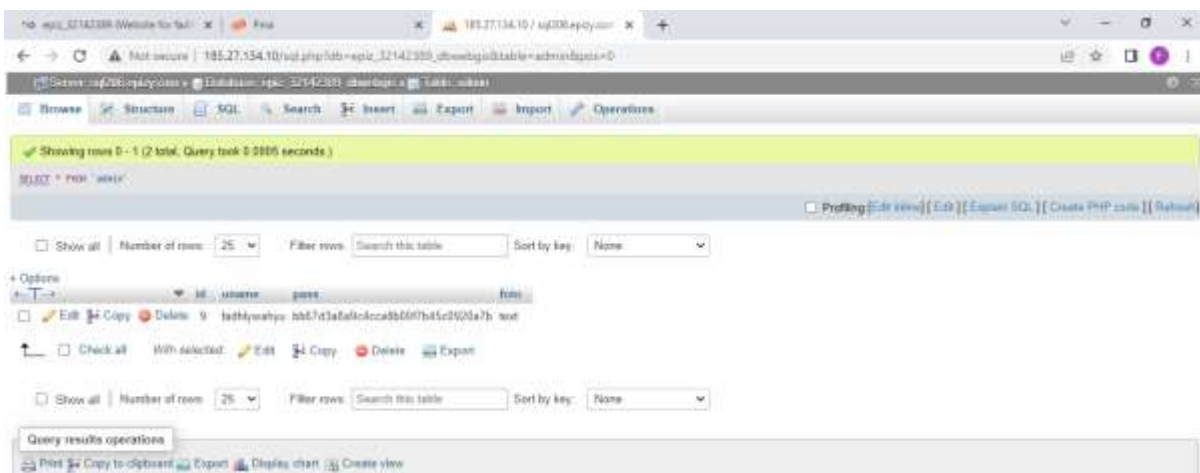 Not secure 185.27.134.10/sql.php?db=epiz_32142389_dbwebgis&table=admin&pos=0
Browse Structure SQL Search Insert Export Import Operations
Showing rows 0 - 1 (2 total, Query took 0.0005 seconds.)
SELECT * FROM `admin`
Profiling [Edit inline] [ Edit ] [ Explain SQL ] [ Create PHP code ] [ Refresh]
Show all Number of rows: 25 Filter rows: Search this table Sort by key: None
+ Options
id uname pass foto
Edit Copy Delete 9 fadhlywahyu text
Check all With selected: Edit Copy Delete Export
Show all Number of rows: 25 Filter rows: Search this table Sort by key: None
Query results operations
Print Copy to clipboard Export Display chart Create view